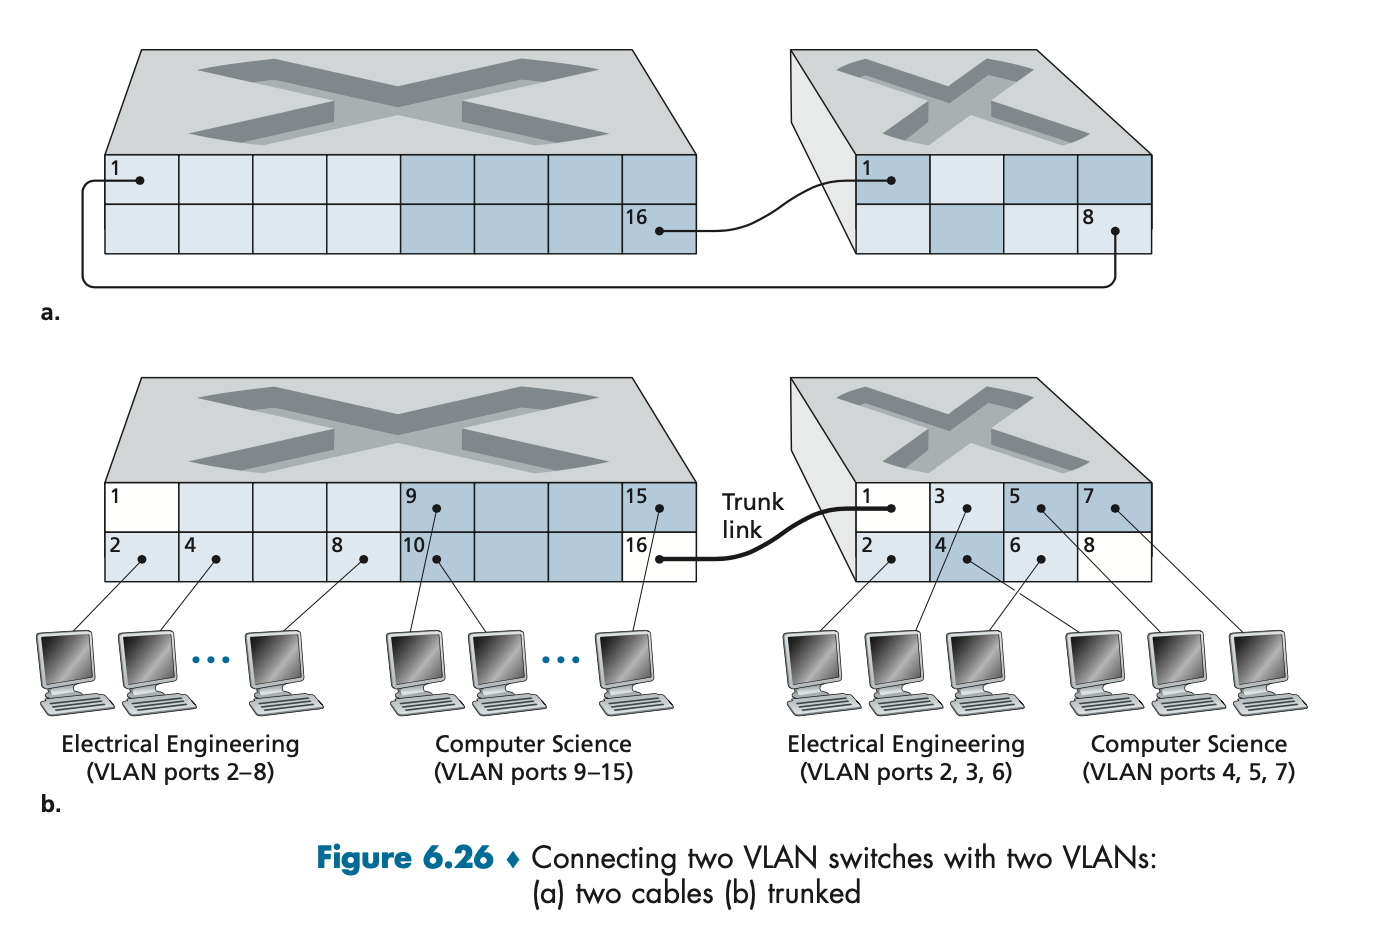 1
16
1
8
a.
1
9
15
2
4
8
10
16
Trunk
link
1
3
5
7
2
4
6
8
Electrical Engineering
(VLAN ports 2–8)
Computer Science
(VLAN ports 9–15)
Electrical Engineering
(VLAN ports 2, 3, 6)
Computer Science
(VLAN ports 4, 5, 7)
b.
Figure 6.26 ♦ Connecting two VLAN switches with two VLANs:
(a) two cables (b) trunked